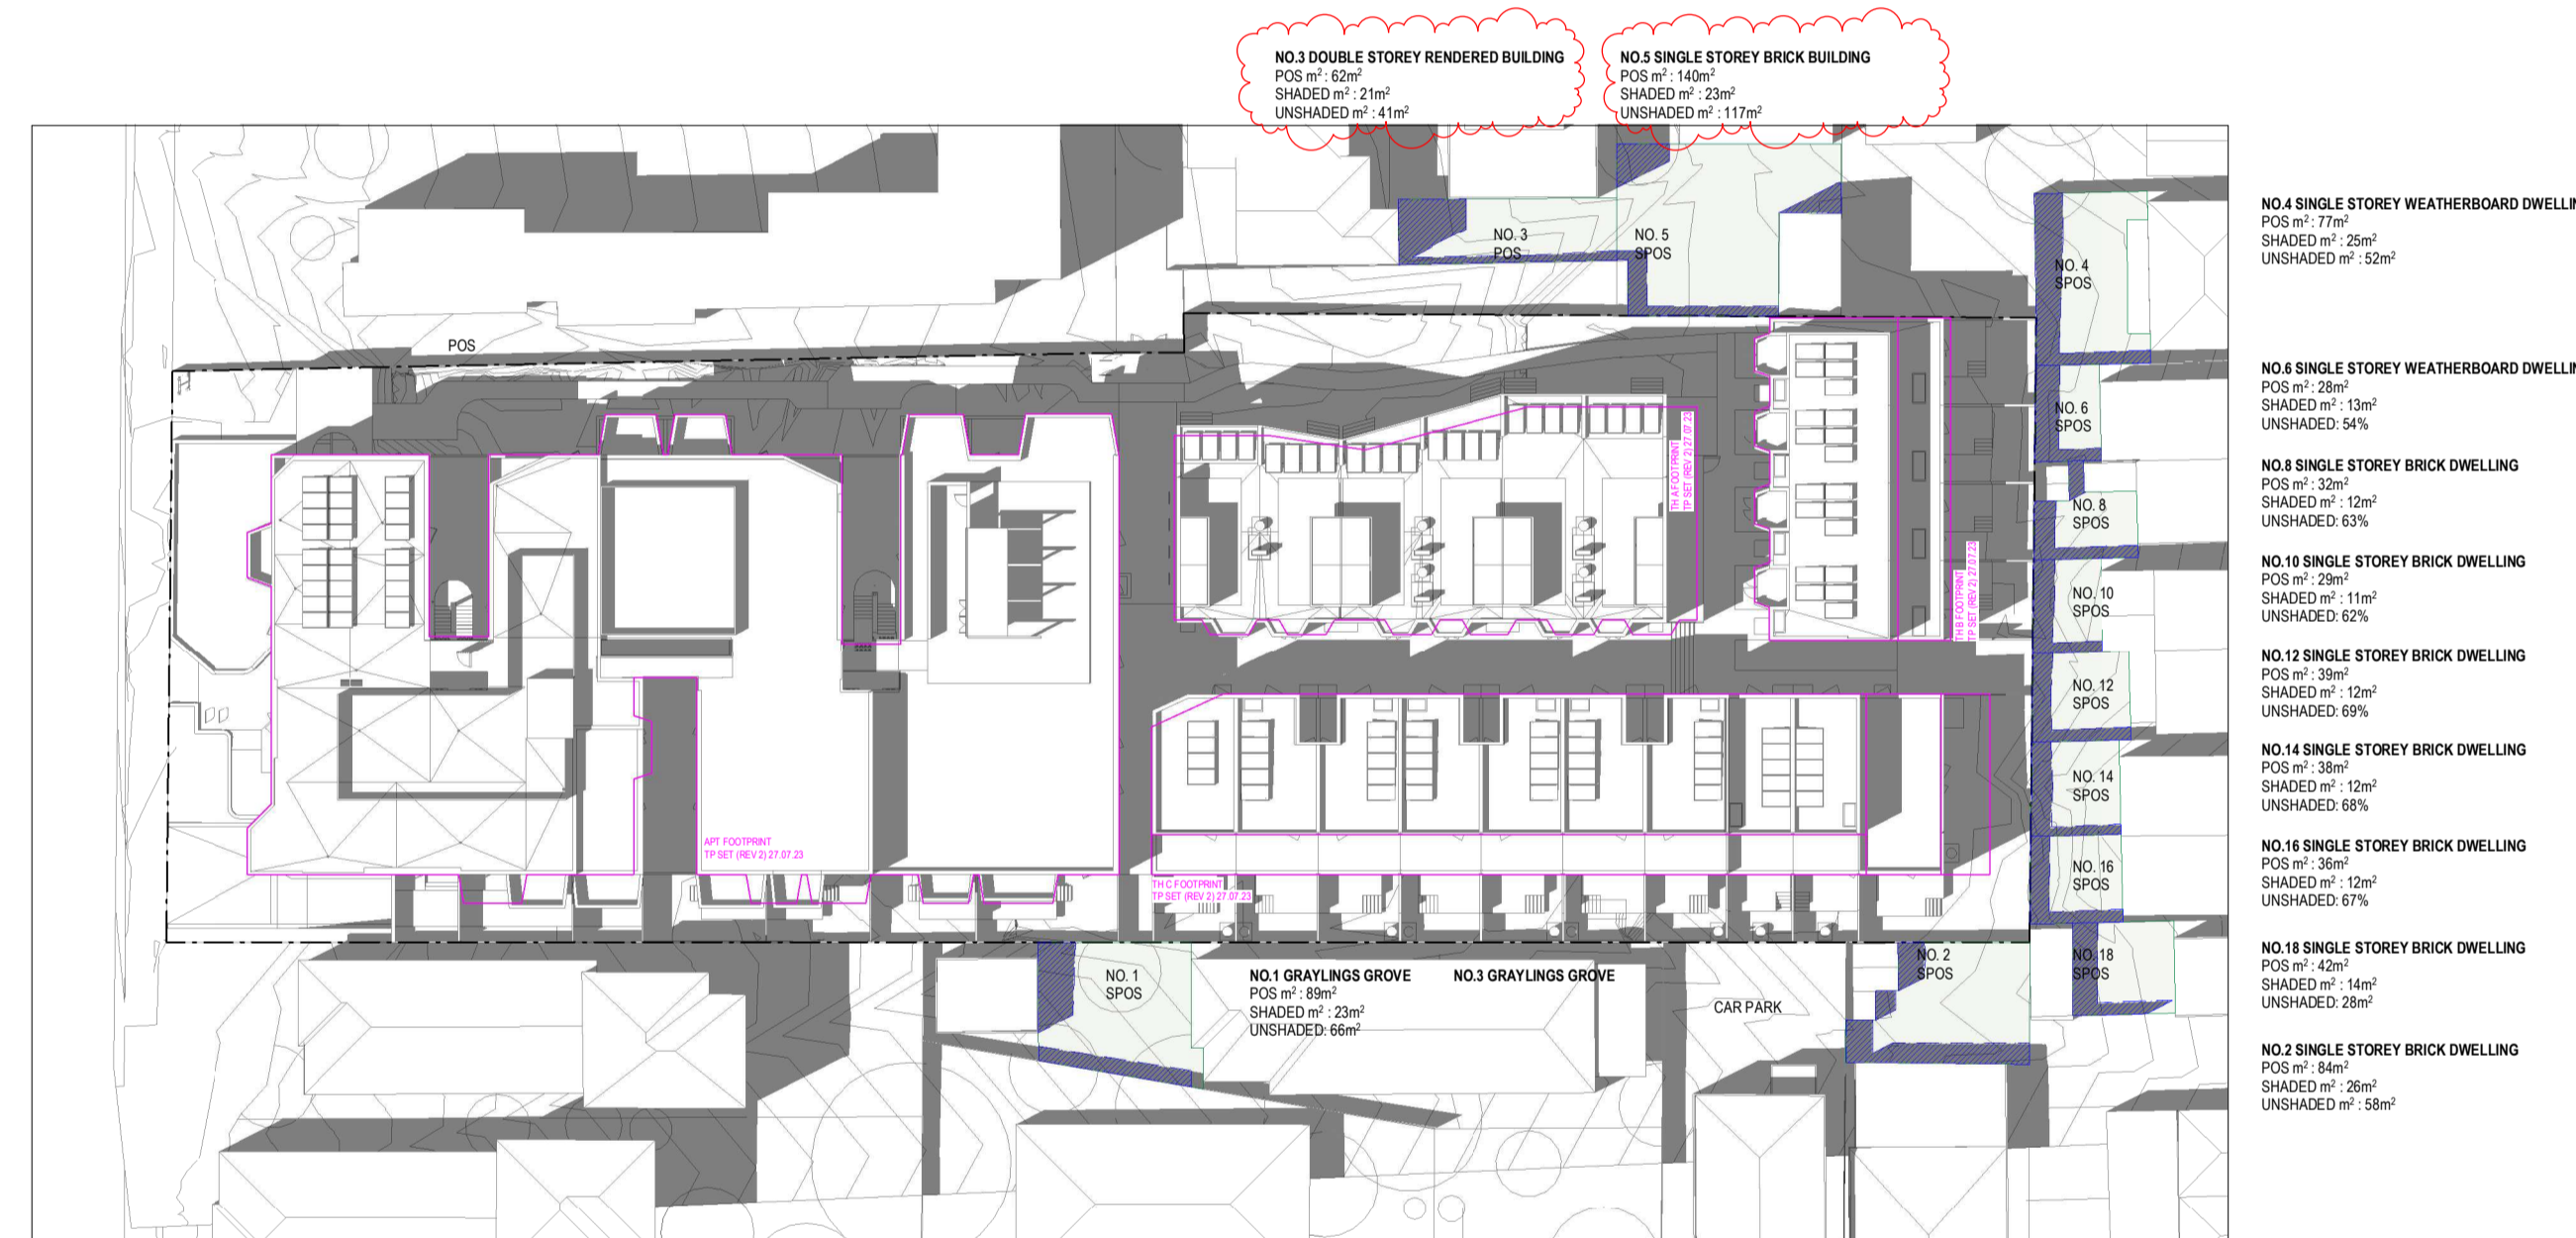 NO.3 DOUBLE STOREY RENDERED BUILDING
POS m² : 62m²
SHADED m² : 21m²
UNSHADED m² : 41m²
NO.5 SINGLE STOREY BRICK BUILDING
POS m² : 140m²
SHADED m² : 23m²
UNSHADED m² : 117m²
NO. 3
POS
NO. 5
SPOS
POS
NO. 4
SPOS
NO. 6
SPOS
NO. 8
SPOS
NO. 10
SPOS
NO. 12
SPOS
NO. 14
SPOS
NO. 16
SPOS
NO. 18
SPOS
NO. 2
SPOS
NO. 1
SPOS
TH A FOOTPRINT
TP SET (REV 2) 27.07.23
TH B FOOTPRINT
TP SET (REV 2) 27.07.23
APT FOOTPRINT
TP SET (REV 2) 27.07.23
TH C FOOTPRINT
TP SET (REV 2) 27.07.23
NO.1 GRAYLINGS GROVE
POS m² : 89m²
SHADED m² : 23m²
UNSHADED: 66m²
NO.3 GRAYLINGS GROVE
CAR PARK
NO.4 SINGLE STOREY WEATHERBOARD DWELLIN
POS m² : 77m²
SHADED m² : 25m²
UNSHADED m² : 52m²
NO.6 SINGLE STOREY WEATHERBOARD DWELLIN
POS m² : 28m²
SHADED m² : 13m²
UNSHADED: 54%
NO.8 SINGLE STOREY BRICK DWELLING
POS m² : 32m²
SHADED m² : 12m²
UNSHADED: 63%
NO.10 SINGLE STOREY BRICK DWELLING
POS m² : 29m²
SHADED m² : 11m²
UNSHADED: 62%
NO.12 SINGLE STOREY BRICK DWELLING
POS m² : 39m²
SHADED m² : 12m²
UNSHADED: 69%
NO.14 SINGLE STOREY BRICK DWELLING
POS m² : 38m²
SHADED m² : 12m²
UNSHADED: 68%
NO.16 SINGLE STOREY BRICK DWELLING
POS m² : 36m²
SHADED m² : 12m²
UNSHADED: 67%
NO.18 SINGLE STOREY BRICK DWELLING
POS m² : 42m²
SHADED m² : 14m²
UNSHADED: 28m²
NO.2 SINGLE STOREY BRICK DWELLING
POS m² : 84m²
SHADED m² : 26m²
UNSHADED m² : 58m²